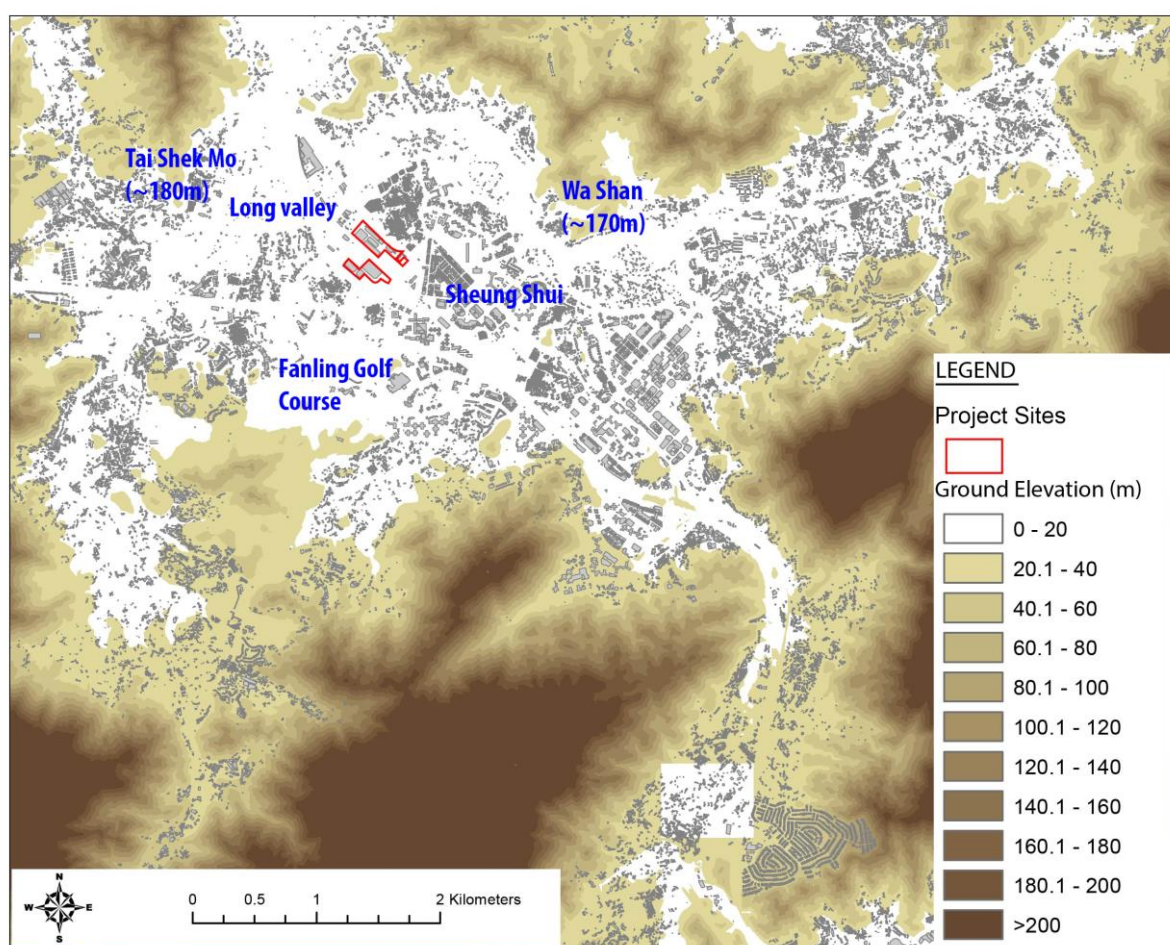 Tai Shek Mo
(~180m)
Long valley
Wa Shan
(~170m)
Sheung Shui
Fanling Golf
Course
LEGEND
Project Sites
Ground Elevation (m)
0 - 20
20.1 - 40
40.1 - 60
60.1 - 80
80.1 - 100
100.1 - 120
120.1 - 140
140.1 - 160
160.1 - 180
180.1 - 200
>200
N
W E
S
0 0.5 1 2 Kilometers